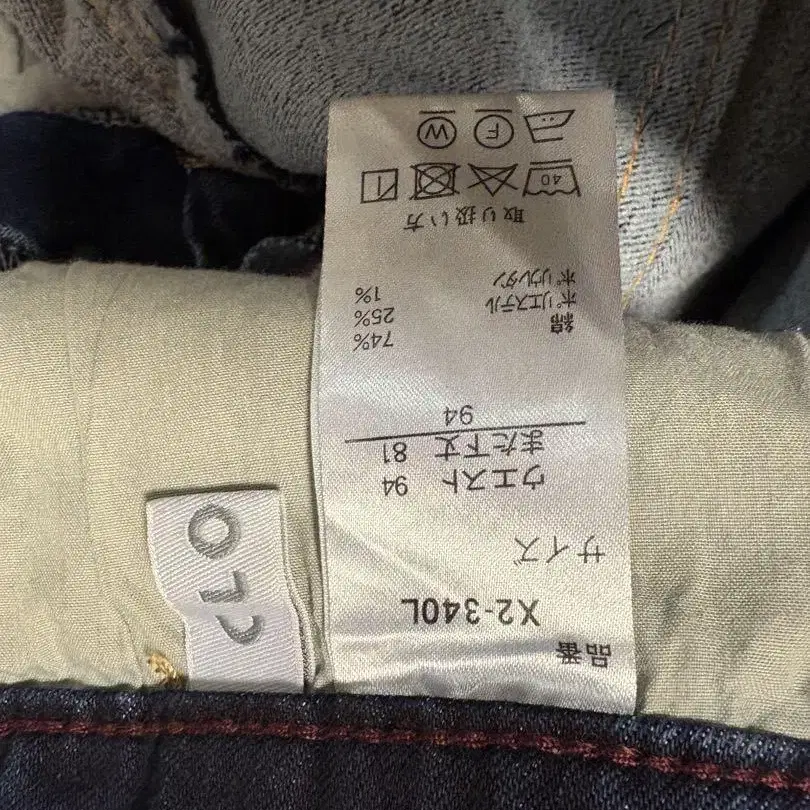 品番
X2-340L
サイズ
ウエスト 94
また下丈 81
94
綿 74%
ポリエステル 25%
ポリウレタン 1%
取り扱い方
40
F W